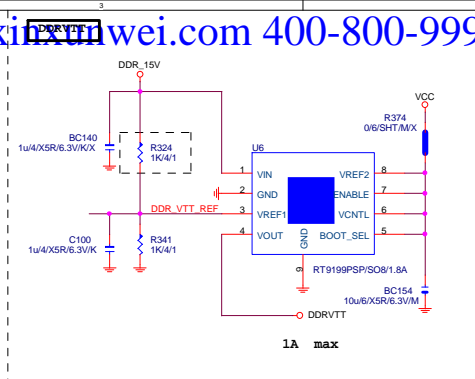 3
DDRVTT
xinxunwei.com 400-800-999
DDR_15V
VCC
R374
0/6/SHT/M/X
BC140
1u/4/X5R/6.3V/K/X
R324
1K/4/1
U6
1 VIN VREF2 8
2 GND ENABLE 7
DDR_VTT_REF 3 VREF1 VCNTL 6
4 VOUT BOOT_SEL 5
GND
9
C100
1u/4/X5R/6.3V/K
R341
1K/4/1
RT9199PSP/SO8/1.8A
BC154
10u/6/X5R/6.3V/M
DDRVTT
1A max